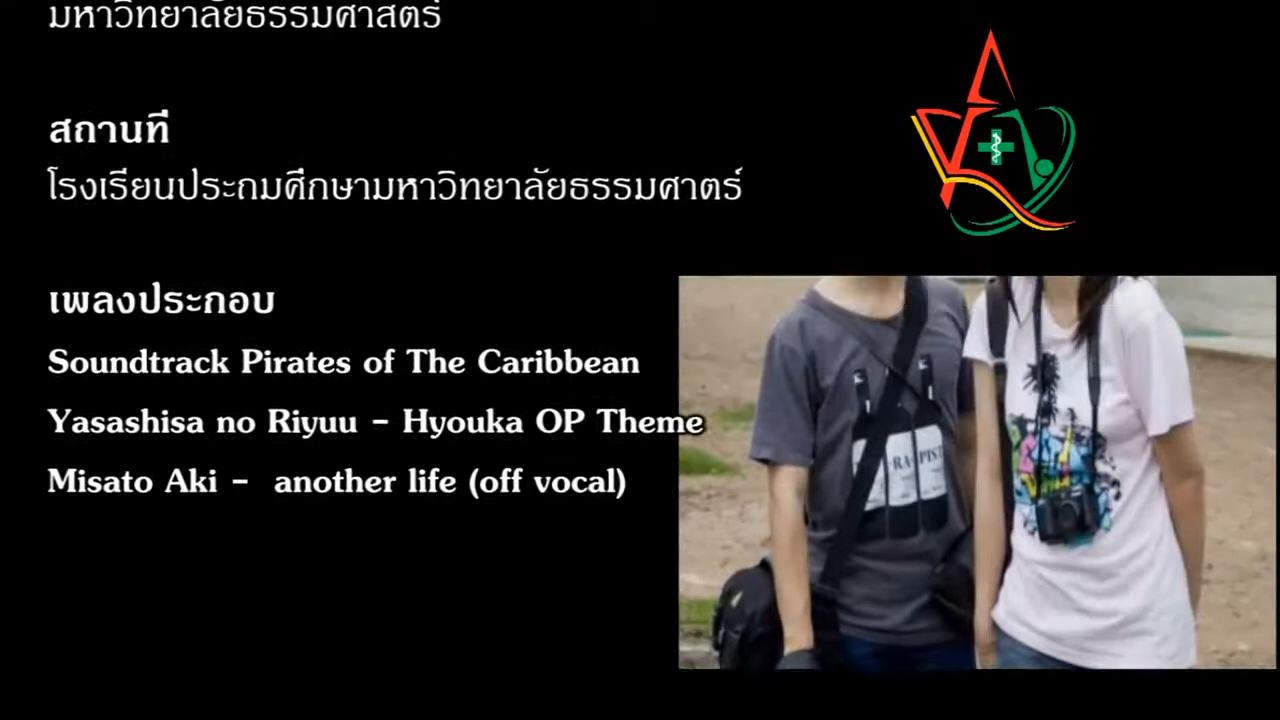 มหาวิทยาลัยธรรมศาสตร์
สถานที่
โรงเรียนประถมศึกษามหาวิทยาลัยธรรมศาตร์
เพลงประกอบ
Soundtrack Pirates of The Caribbean
Yasashisa no Riyuu - Hyouka OP Theme
Misato Aki - another life (off vocal)